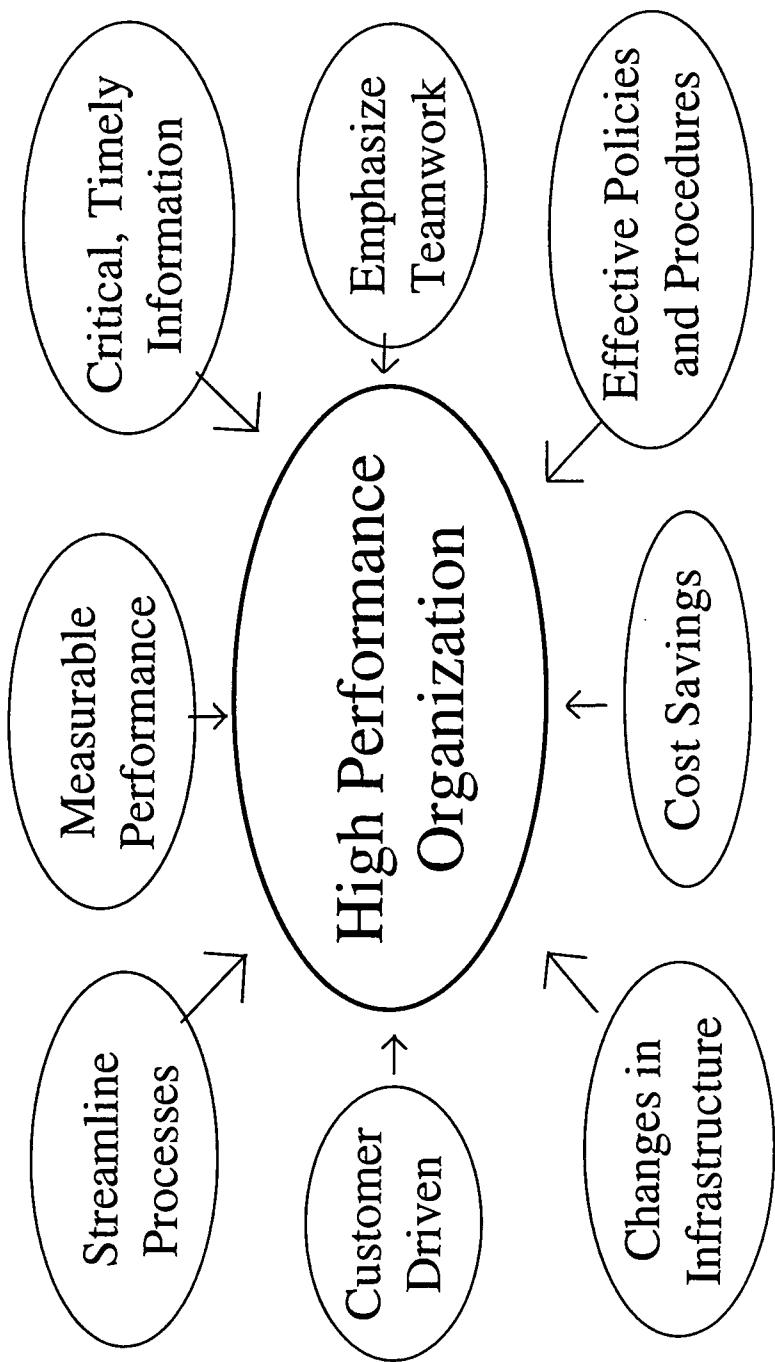 Streamline
Processes
Measurable
Performance
Critical, Timely
Information
Customer
Driven
High Performance
Organization
Emphasize
Teamwork
Changes in
Infrastructure
Cost Savings
Effective Policies
and Procedures